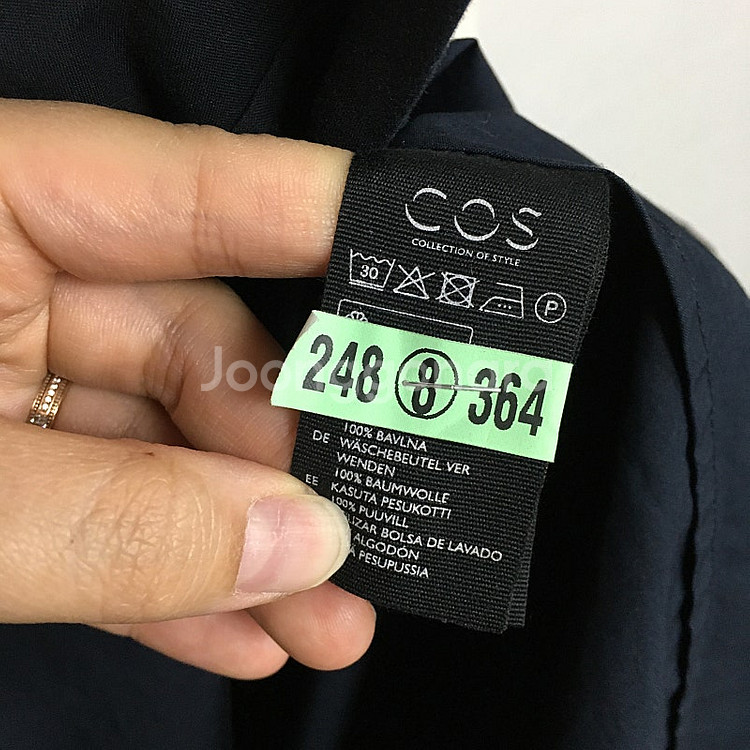 COS
COLLECTION OF STYLE
30
P
248 8 364
100% BAVLNA
DE WÄSCHEBEUTEL VER
WENDEN
100% BAUMWOLLE
EE KASUTA PESUKOTTI
100% PUUVILL
BOLSA DE LAVADO
ALGODÓN
PESUPUSSIA